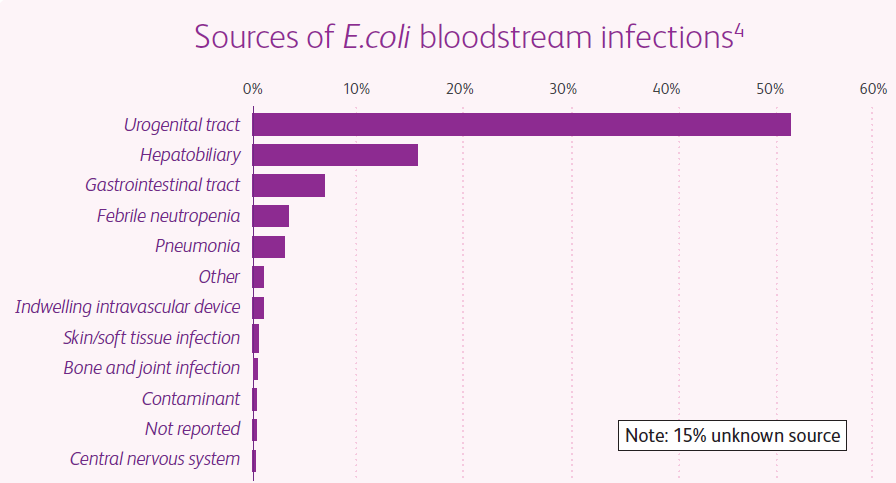 Sources of E.coli bloodstream infections4
0% 10% 20% 30% 40% 50% 60%
Urogenital tract
Hepatobiliary
Gastrointestinal tract
Febrile neutropenia
Pneumonia
Other
Indwelling intravascular device
Skin/soft tissue infection
Bone and joint infection
Contaminant
Not reported
Note: 15% unknown source
Central nervous system